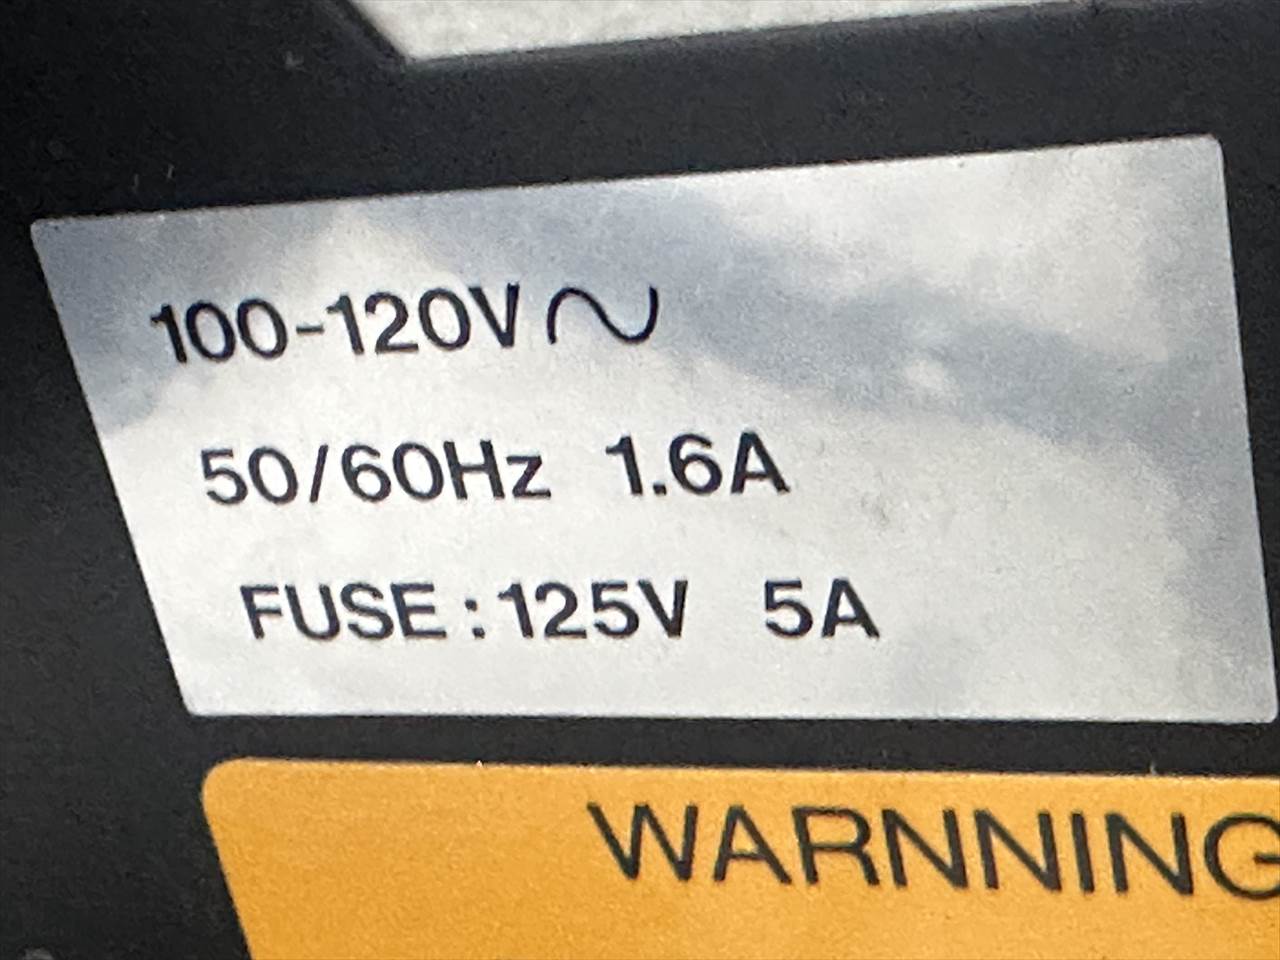 100-120V∿
50/60Hz 1.6A
FUSE : 125V 5A
WARNNING